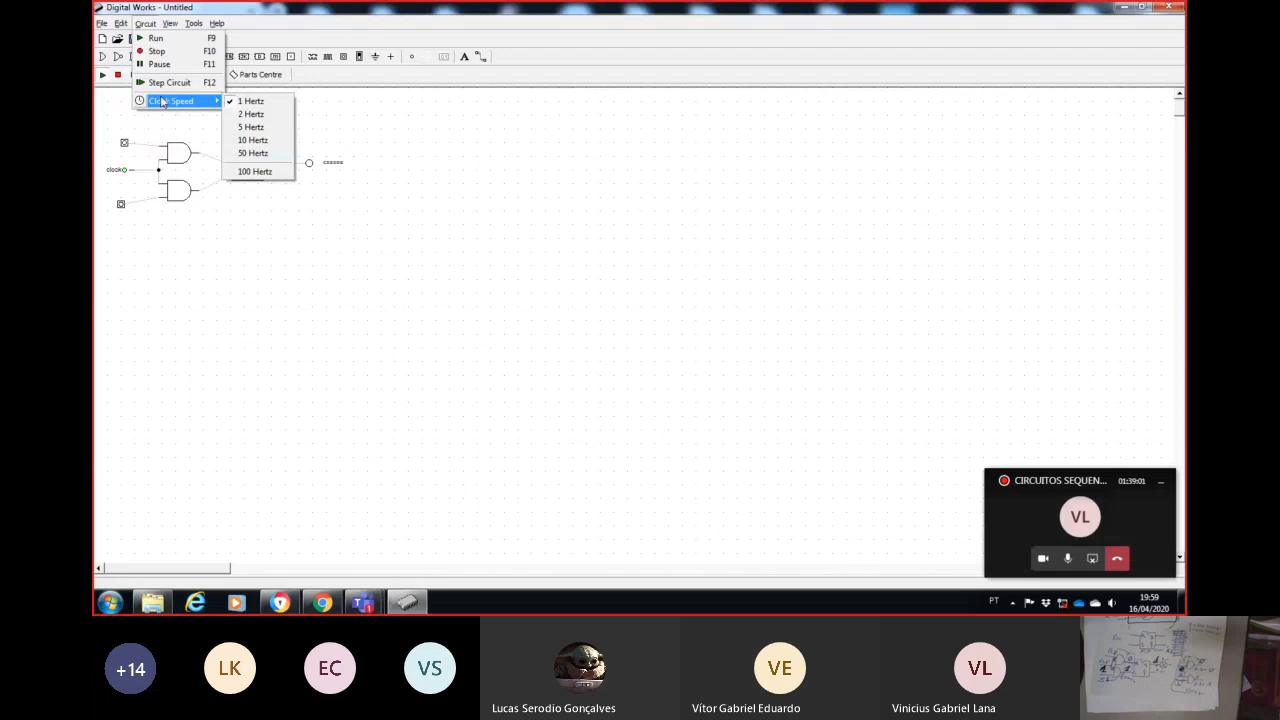 Digital Works - Untitled
File Edit Circuit View Tools Help
Run F9
Stop F10
Pause F11
Step Circuit F12
Parts Centre
Clock Speed
1 Hertz
2 Hertz
5 Hertz
10 Hertz
50 Hertz
100 Hertz
clock
CIRCUITOS SEQUEN... 01:39:01
VL
PT
19:59
16/04/2020
+14
LK
EC
VS
VE
VL
Lucas Serodio Gonçalves
Vítor Gabriel Eduardo
Vinicius Gabriel Lana